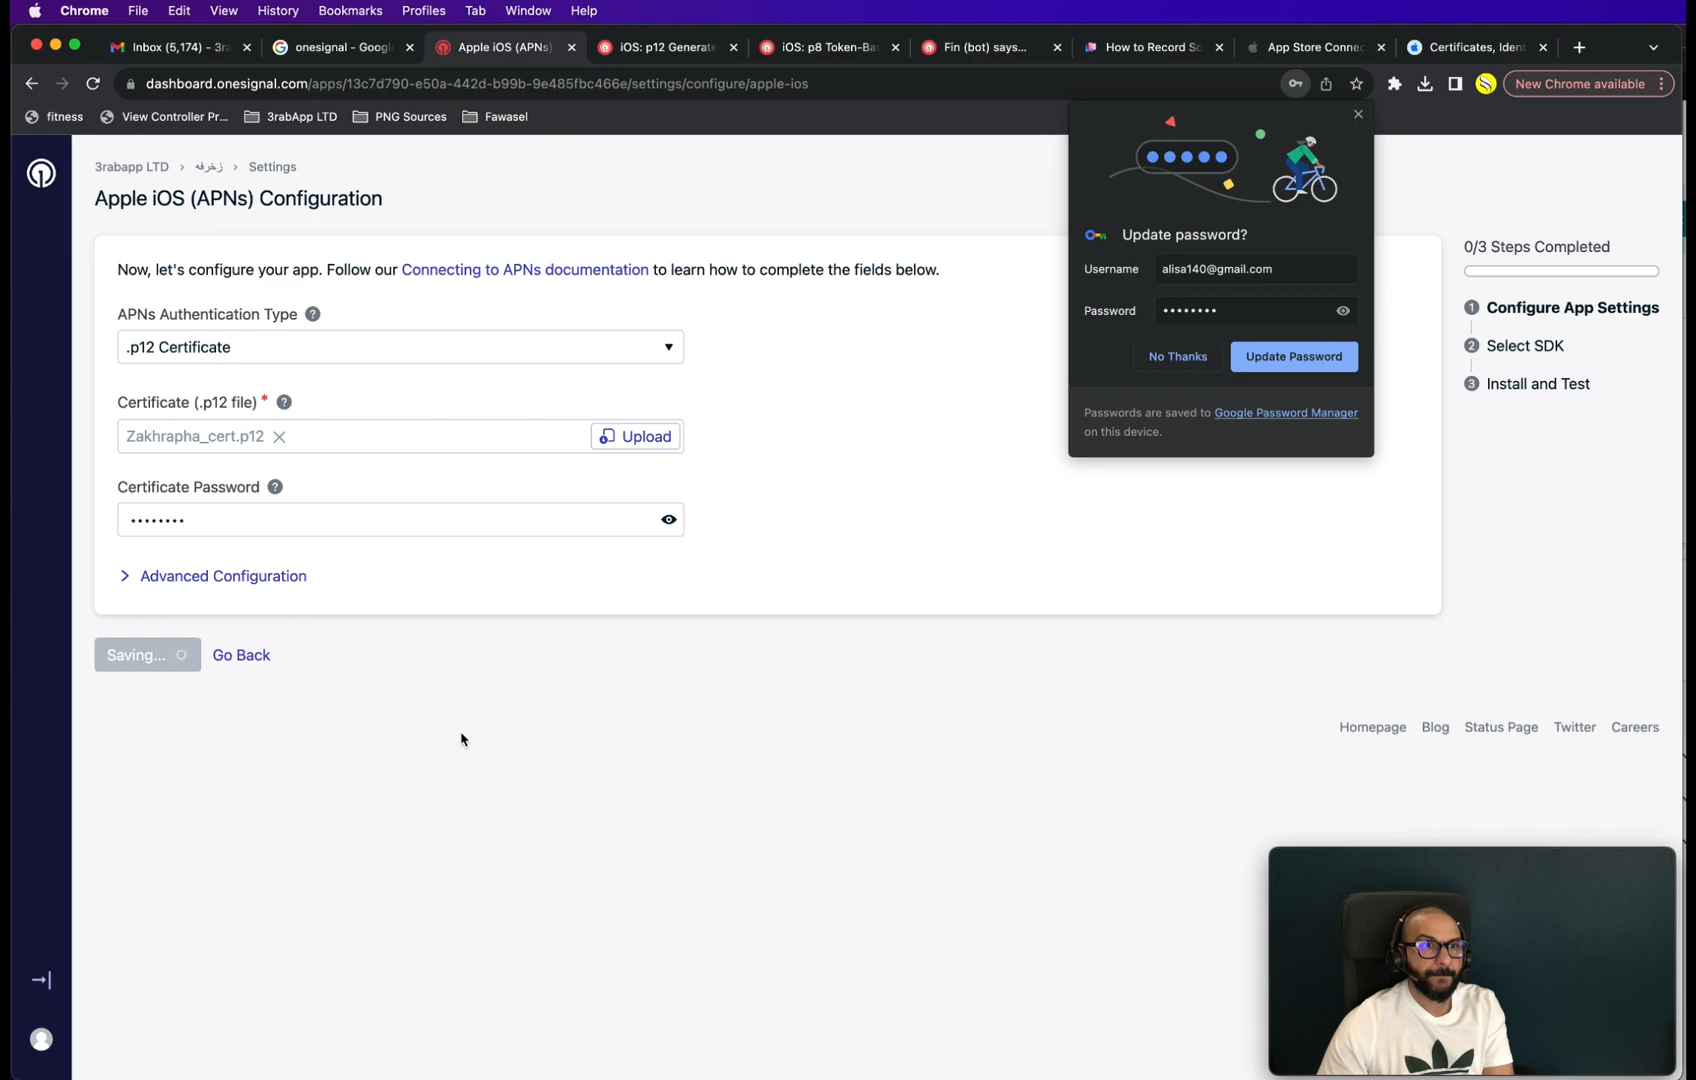 Chrome File Edit View History Bookmarks Profiles Tab Window Help
Inbox (5,174) - 3ra
onesignal - Google
Apple iOS (APNs)
iOS: p12 Generate
iOS: p8 Token-Ba
Fin (bot) says...
How to Record Sc
App Store Connec
Certificates, Ident
dashboard.onesignal.com/apps/13c7d790-e50a-442d-b99b-9e485fbc466e/settings/configure/apple-ios
New Chrome available
fitness View Controller Pr... 3rabApp LTD PNG Sources Fawasel
3rabapp LTD › زخرفه › Settings
Apple iOS (APNs) Configuration
Now, let's configure your app. Follow our Connecting to APNs documentation to learn how to complete the fields below.
APNs Authentication Type ?
.p12 Certificate
Certificate (.p12 file) * ?
Zakhrapha_cert.p12
Upload
Certificate Password ?
••••••••
Advanced Configuration
Saving...
Go Back
Update password?
Username alisa140@gmail.com
Password ••••••••
No Thanks
Update Password
Passwords are saved to Google Password Manager
on this device.
0/3 Steps Completed
1 Configure App Settings
2 Select SDK
3 Install and Test
Homepage Blog Status Page Twitter Careers